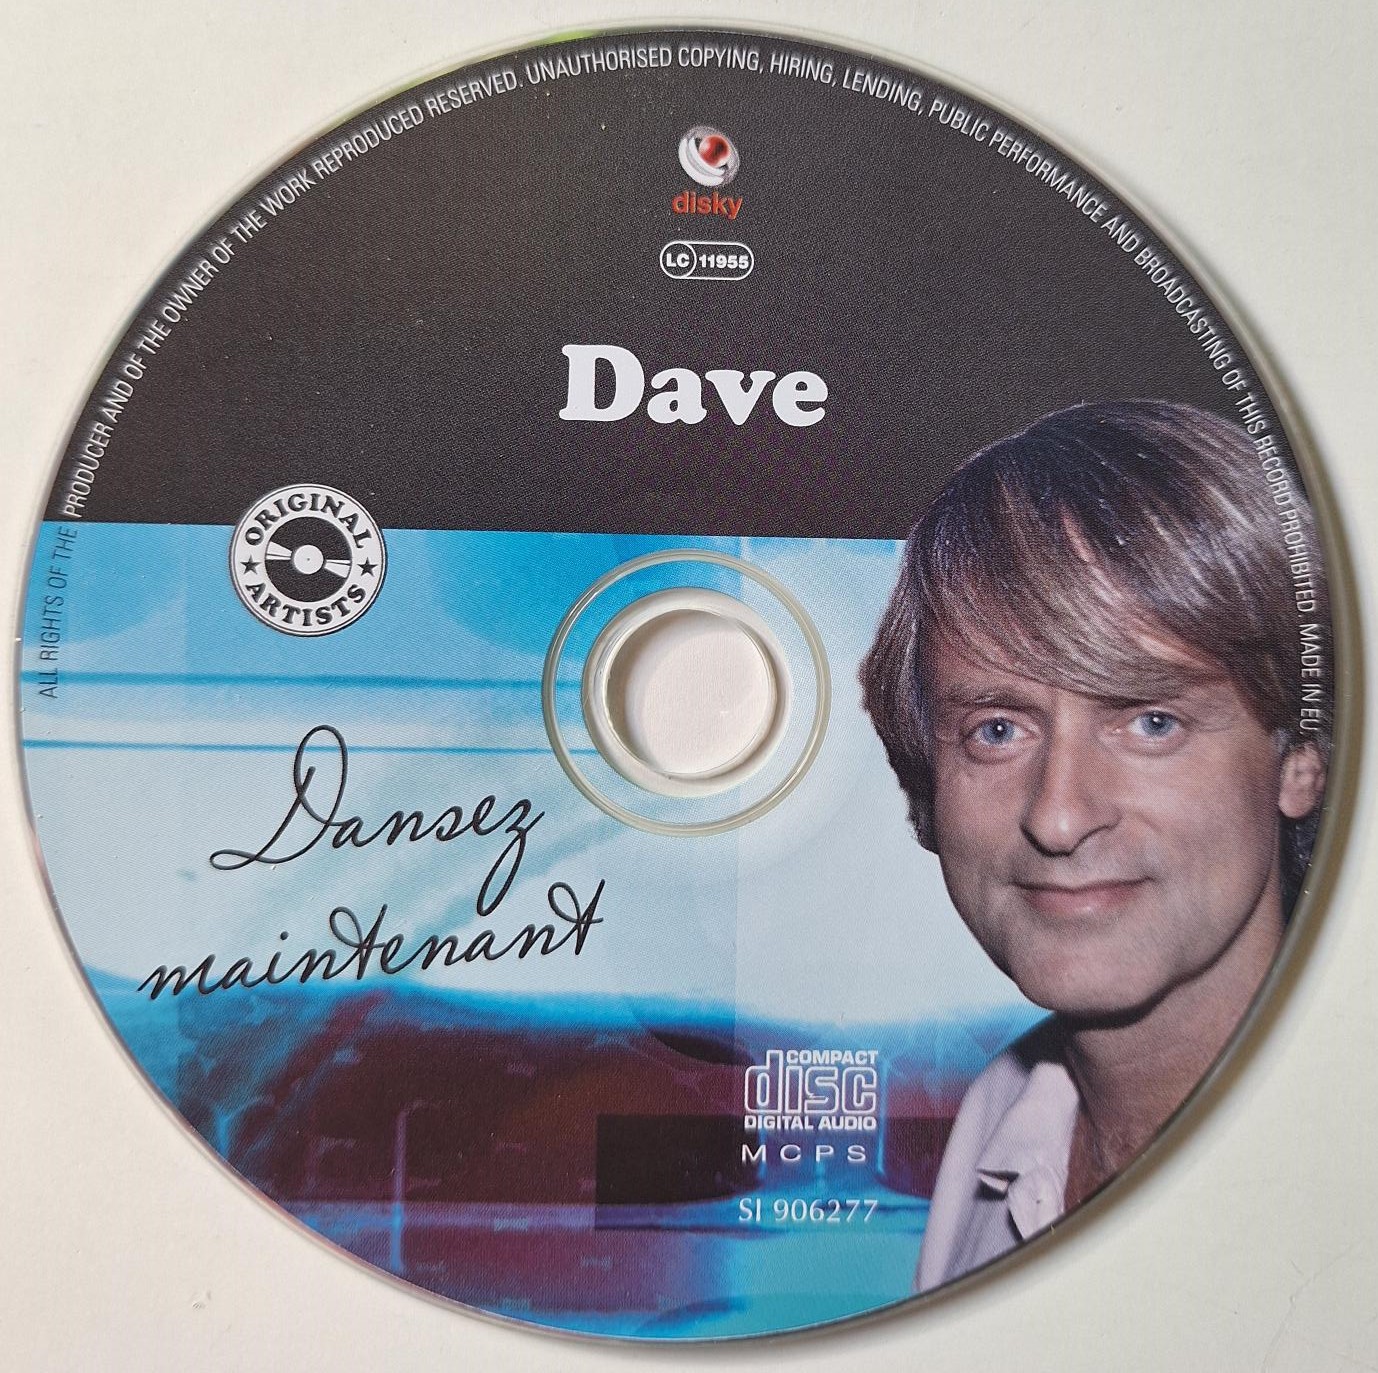 ALL RIGHTS OF THE PRODUCER AND OF THE OWNER OF THE WORK REPRODUCED RESERVED. UNAUTHORISED COPYING, HIRING, LENDING, PUBLIC PERFORMANCE AND BROADCASTING OF THIS RECORD PROHIBITED. MADE IN EU.
disky
LC 11955
Dave
ORIGINAL
ARTISTS
Dansez
maintenant
COMPACT
disc
DIGITAL AUDIO
MCPS
SI 906277